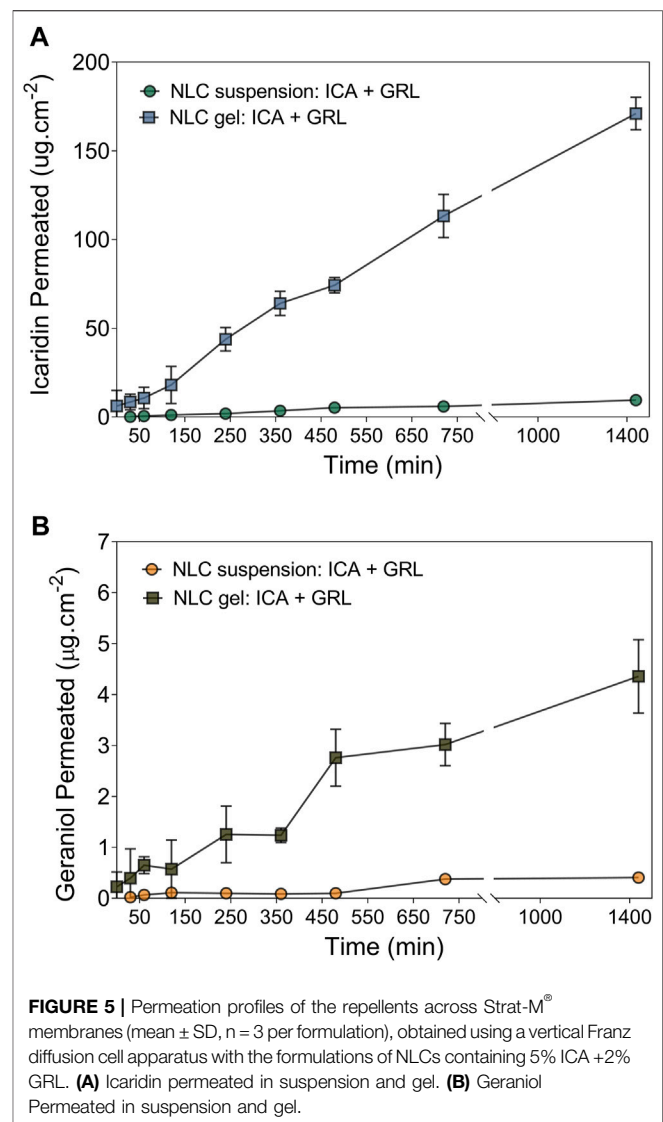 A
200
150
100
50
0
Icaridin Permeated (ug.cm-2)
NLC suspension: ICA + GRL
NLC gel: ICA + GRL
50 150 250 350 450 550 650 750 1000 1400
Time (min)
B
7
6
5
4
3
2
1
0
Geraniol Permeated (μg.cm-2)
NLC suspension: ICA + GRL
NLC gel: ICA + GRL
50 150 250 350 450 550 650 750 1000 1400
Time (min)
FIGURE 5 | Permeation profiles of the repellents across Strat-M®
membranes (mean ± SD, n = 3 per formulation), obtained using a vertical Franz
diffusion cell apparatus with the formulations of NLCs containing 5% ICA +2%
GRL. (A) Icaridin permeated in suspension and gel. (B) Geraniol
Permeated in suspension and gel.